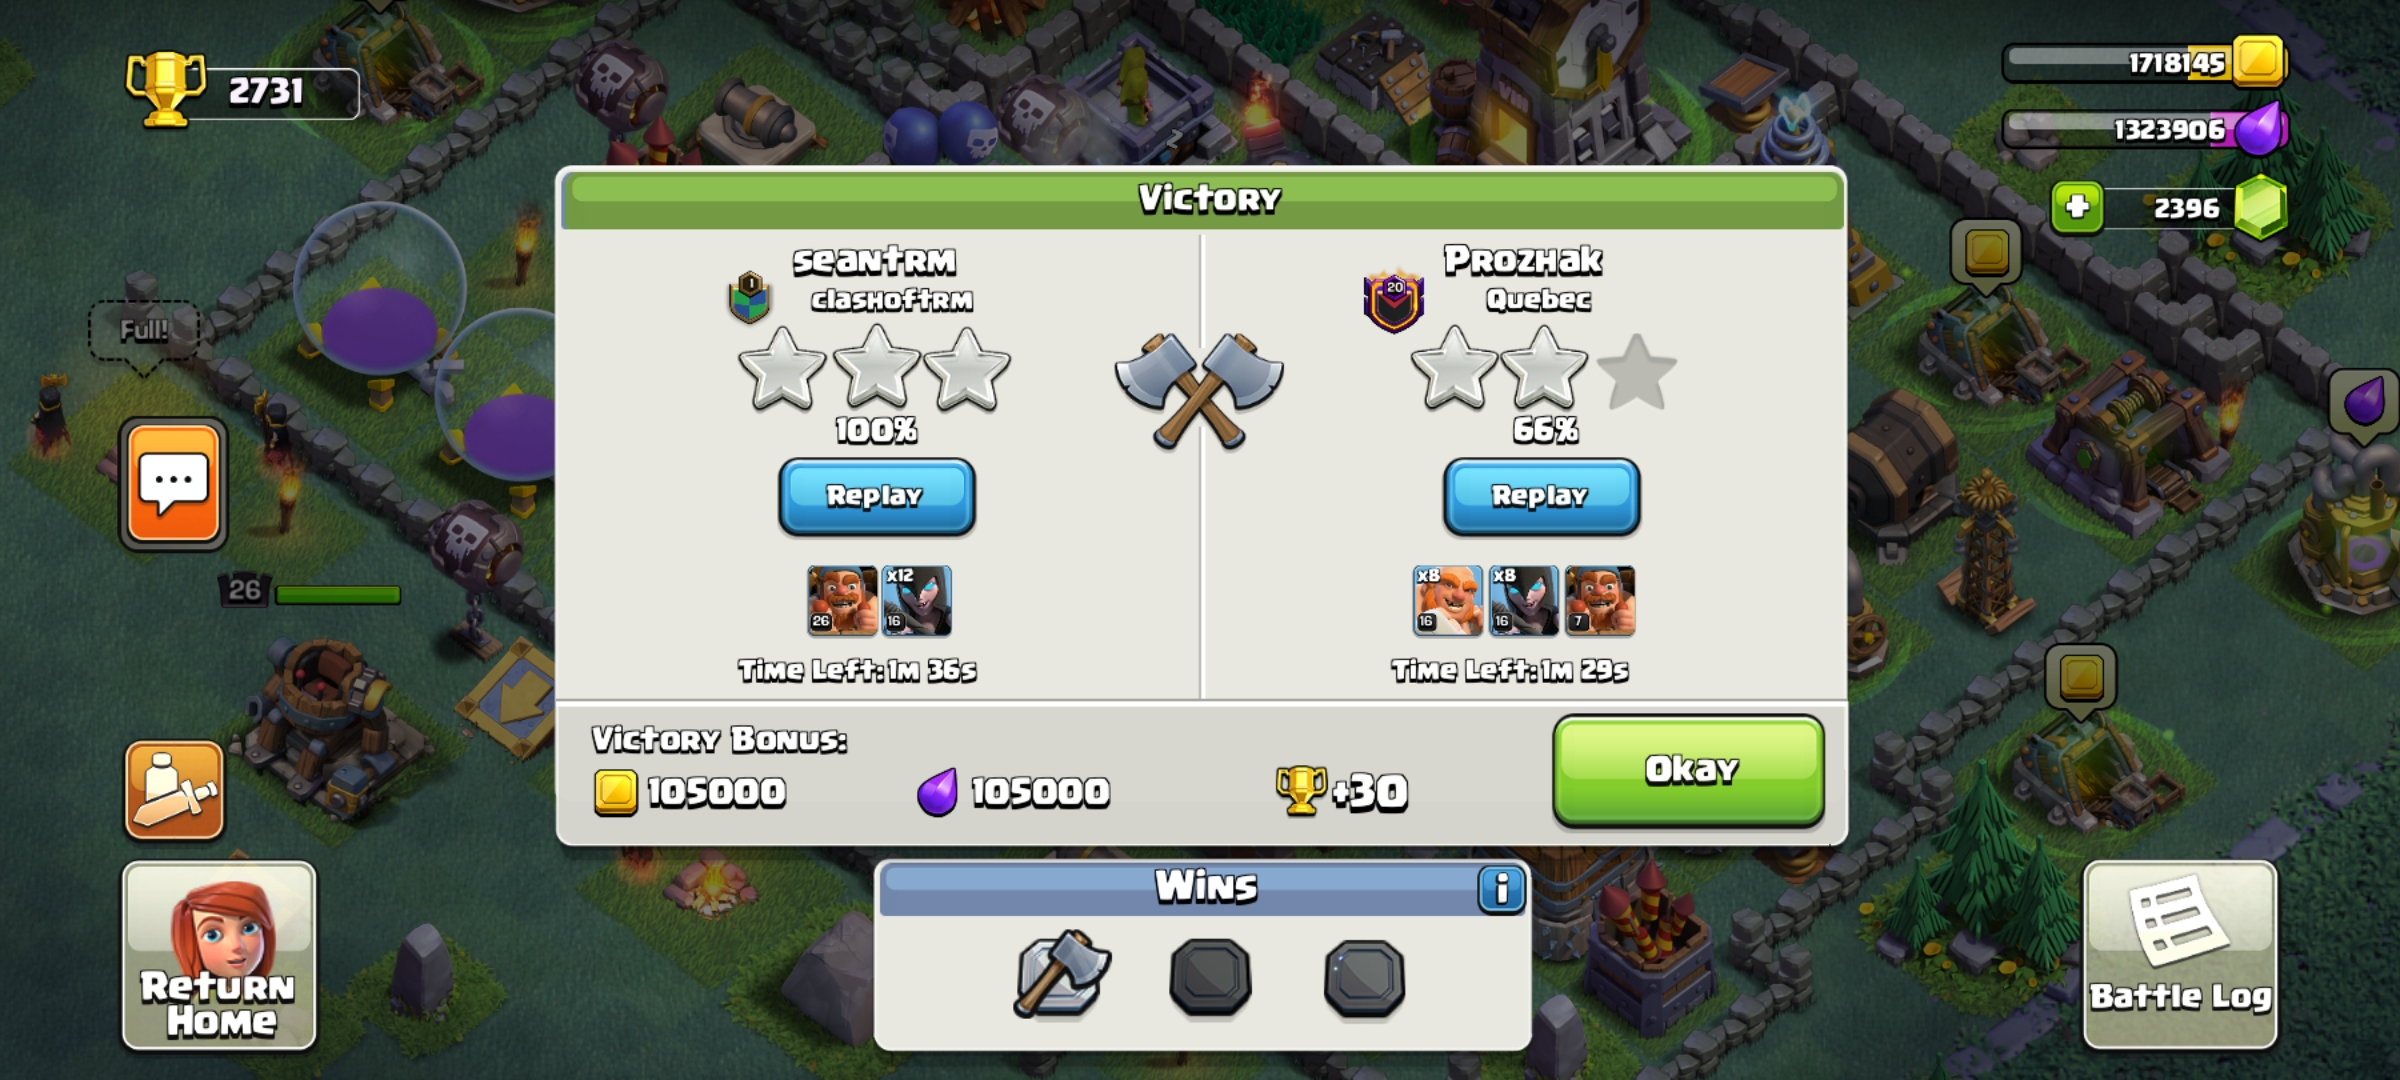 2731
1718145
1323906
2396
Victory
seantrm
clashoftrm
1
Prozhak
Quebec
20
100%
66%
Replay
Replay
26
x12
16
x8
16
x8
16
7
Time Left:1m 36s
Time Left:1m 29s
Victory Bonus:
105000
105000
+30
Okay
Wins
i
Full!
26
Return
Home
Battle Log
z